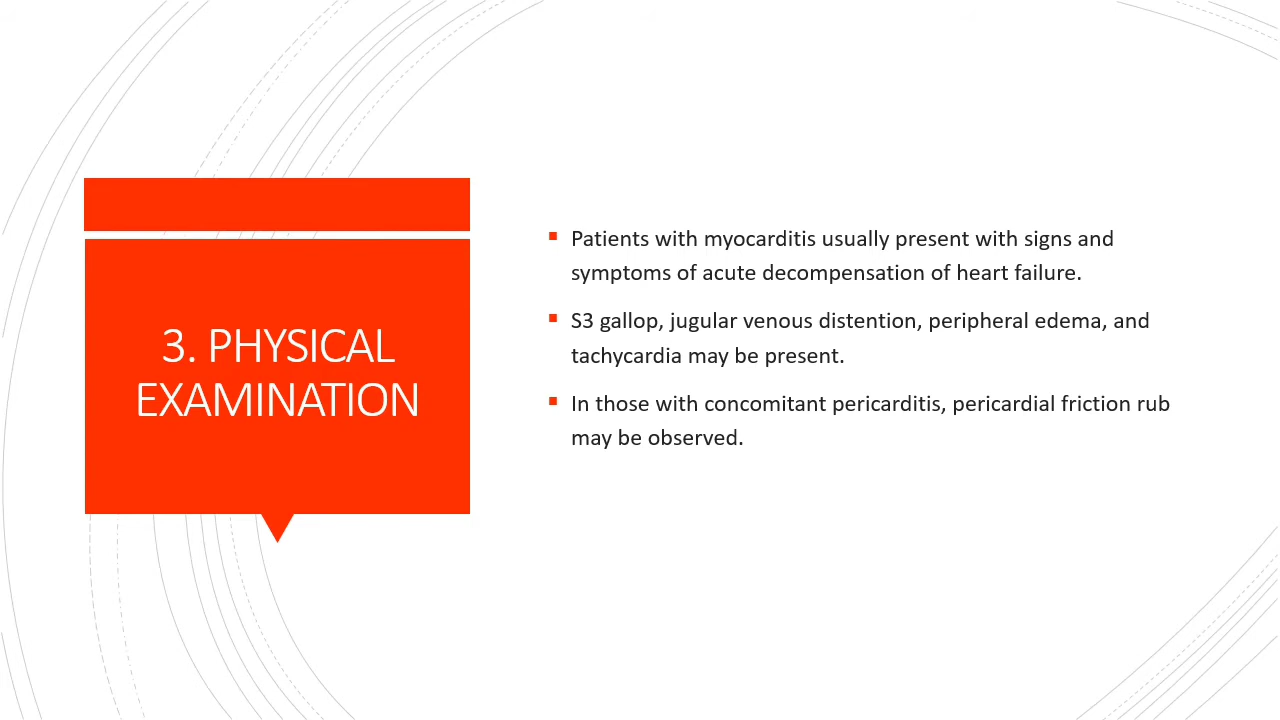 3. PHYSICAL
EXAMINATION
Patients with myocarditis usually present with signs and
symptoms of acute decompensation of heart failure.
S3 gallop, jugular venous distention, peripheral edema, and
tachycardia may be present.
In those with concomitant pericarditis, pericardial friction rub
may be observed.